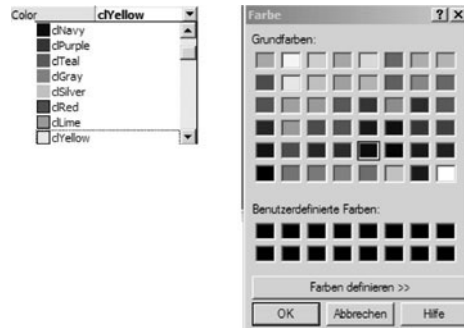 Color clYellow
clNavy
clPurple
clTeal
clGray
clSilver
clRed
clLime
clYellow
Farbe
Grundfarben:
Benutzerdefinierte Farben:
Farben definieren >>
OK Abbrechen Hilfe